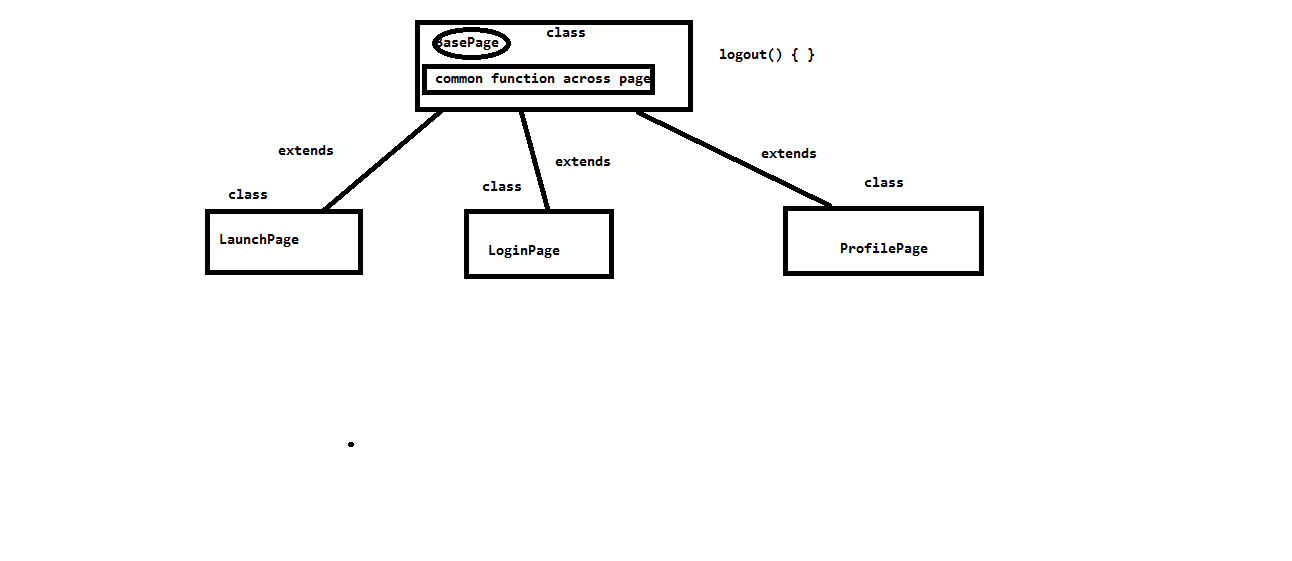 class
BasePage
logout() { }
common function across page
extends
extends
extends
class
class
class
LaunchPage
LoginPage
ProfilePage